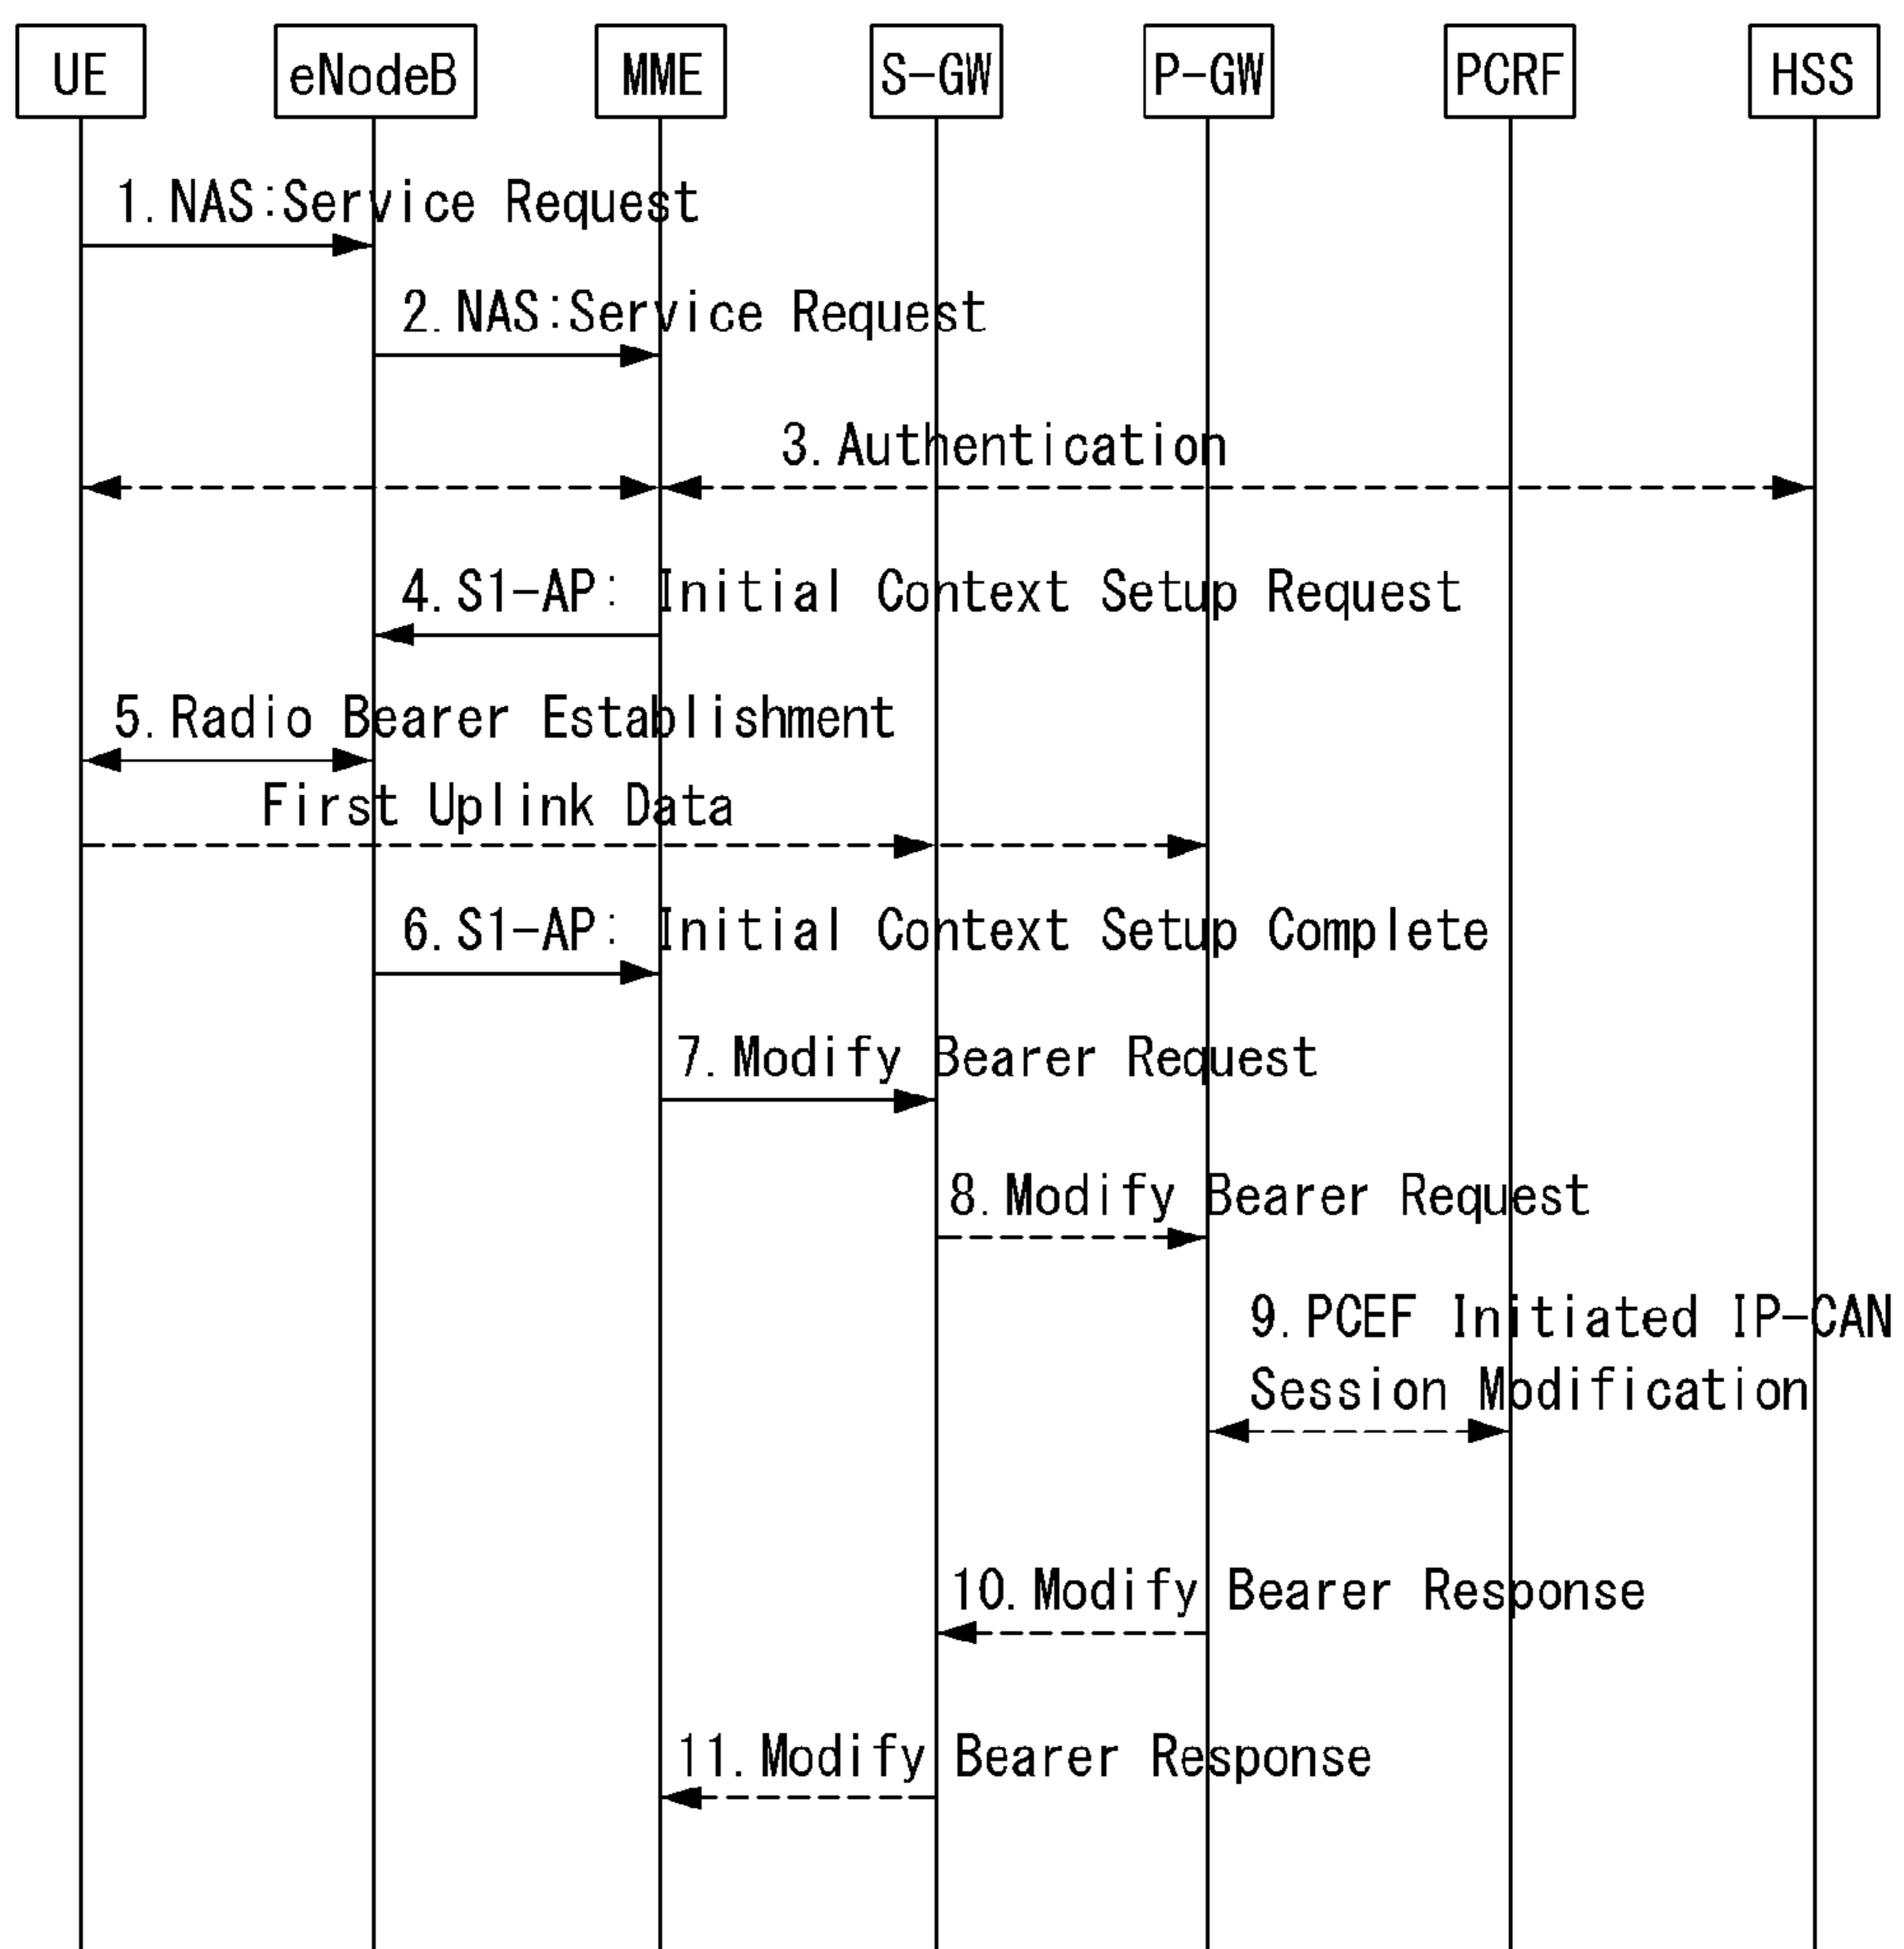 UE eNodeB MME S-GW P-GW PCRF HSS
1.NAS:Service Request
2.NAS:Service Request
3.Authentication
4.S1-AP: Initial Context Setup Request
5.Radio Bearer Establishment
First Uplink Data
6.S1-AP: Initial Context Setup Complete
7.Modify Bearer Request
8.Modify Bearer Request
9.PCEF Initiated IP-CAN
Session Modification
10.Modify Bearer Response
11.Modify Bearer Response